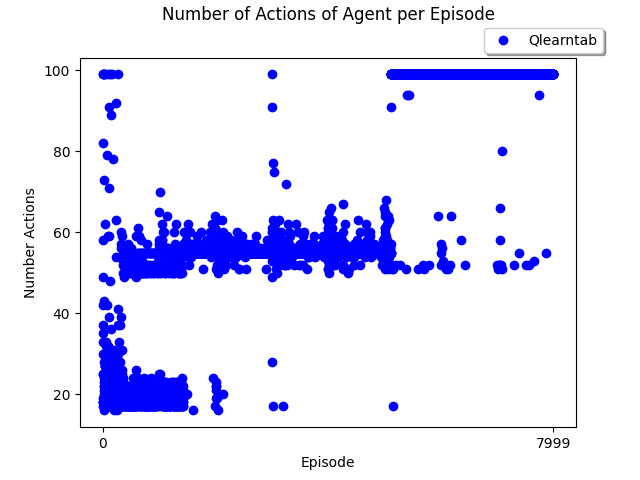 Number of Actions of Agent per Episode
Qlearntab
100
80
60
40
20
Number Actions
0
7999
Episode